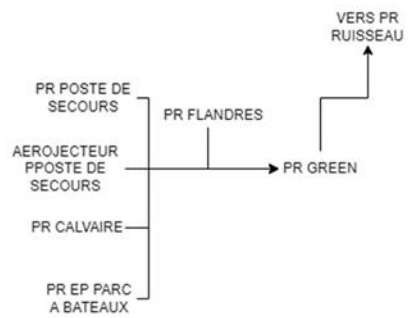 VERS PR
RUISSEAU
PR POSTE DE
SECOURS
PR FLANDRES
AEROJECTEUR
PPOSTE DE
SECOURS
PR GREEN
PR CALVAIRE
PR EP PARC
A BATEAUX